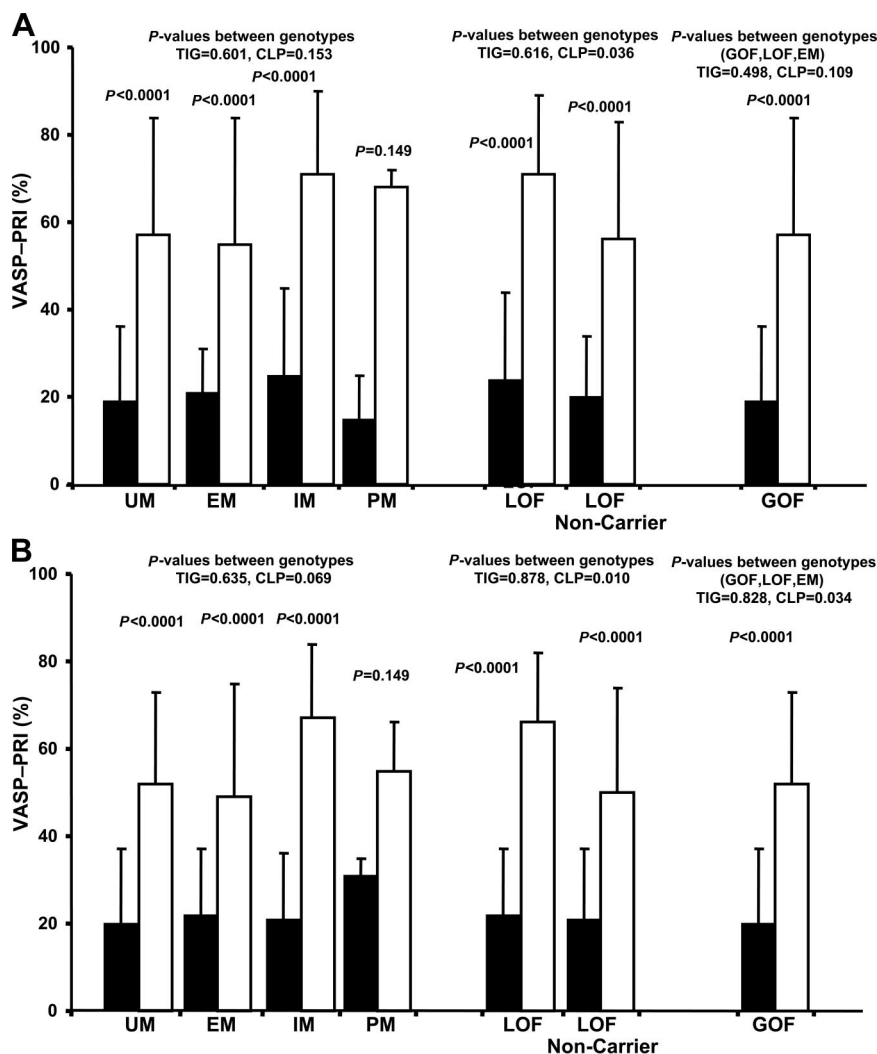 A
P-values between genotypes
TIG=0.601, CLP=0.153
P-values between genotypes
TIG=0.616, CLP=0.036
P-values between genotypes
(GOF,LOF,EM)
TIG=0.498, CLP=0.109
P<0.0001
P<0.0001
P<0.0001
P=0.149
P<0.0001
P<0.0001
P<0.0001
VASP–PRI (%)
100
80
60
40
20
0
UM
EM
IM
PM
LOF
LOF
Non-Carrier
GOF
B
P-values between genotypes
TIG=0.635, CLP=0.069
P-values between genotypes
TIG=0.878, CLP=0.010
P-values between genotypes
(GOF,LOF,EM)
TIG=0.828, CLP=0.034
P<0.0001
P<0.0001
P<0.0001
P=0.149
P<0.0001
P<0.0001
P<0.0001
VASP–PRI (%)
100
80
60
40
20
0
UM
EM
IM
PM
LOF
LOF
Non-Carrier
GOF